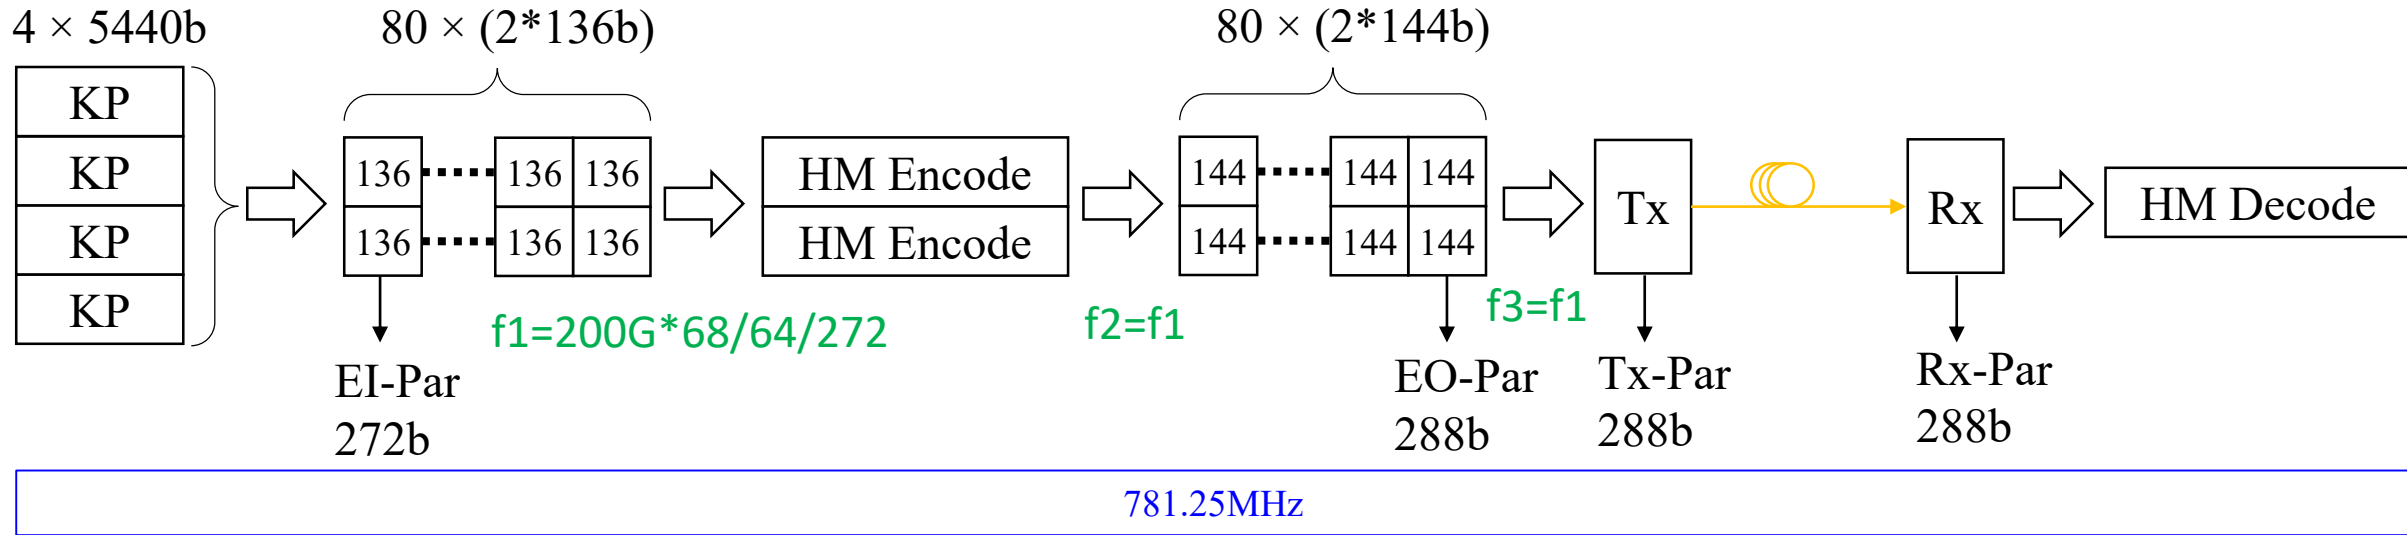 4 × 5440b
80 × (2*136b)
80 × (2*144b)
KP
KP
KP
KP
136
136
136
136
136
136
HM Encode
HM Encode
144
144
144
144
144
144
Tx
Rx
HM Decode
f1=200G*68/64/272
f2=f1
f3=f1
EI-Par
272b
EO-Par
288b
Tx-Par
288b
Rx-Par
288b
781.25MHz